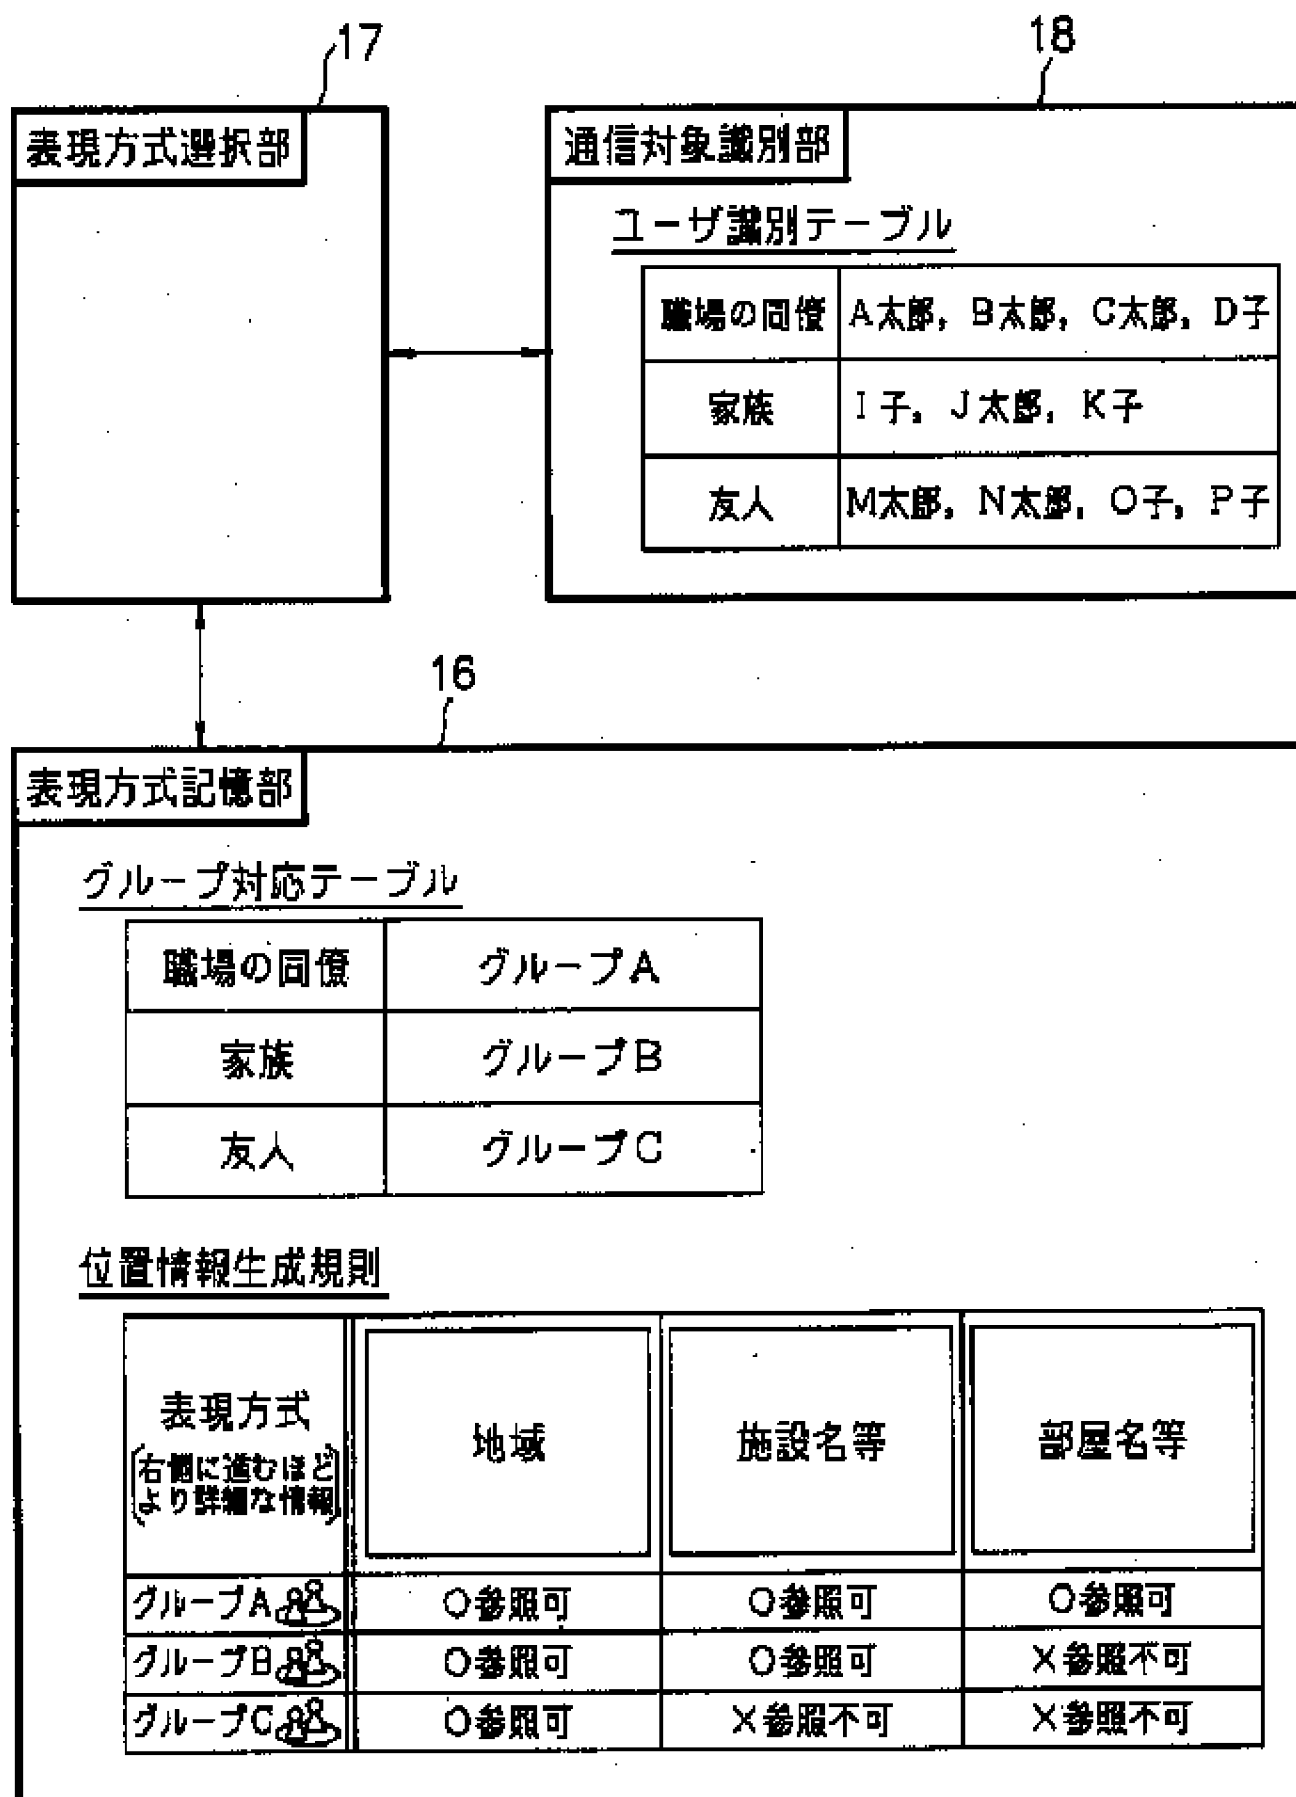 17
18
表現方式選択部
通信対象識別部
ユーザ識別テーブル
職場の同僚 A太郎, B太郎, C太郎, D子
家族 I子, J太郎, K子
友人 M太郎, N太郎, O子, P子
16
表現方式記憶部
グループ対応テーブル
職場の同僚 グループA
家族 グループB
友人 グループC
位置情報生成規則
表現方式 地域 施設名等 部屋名等
(右側に進むほど
より詳細な情報)
グループA ○参照可 ○参照可 ○参照可
グループB ○参照可 ○参照可 ×参照不可
グループC ○参照可 ×参照不可 ×参照不可